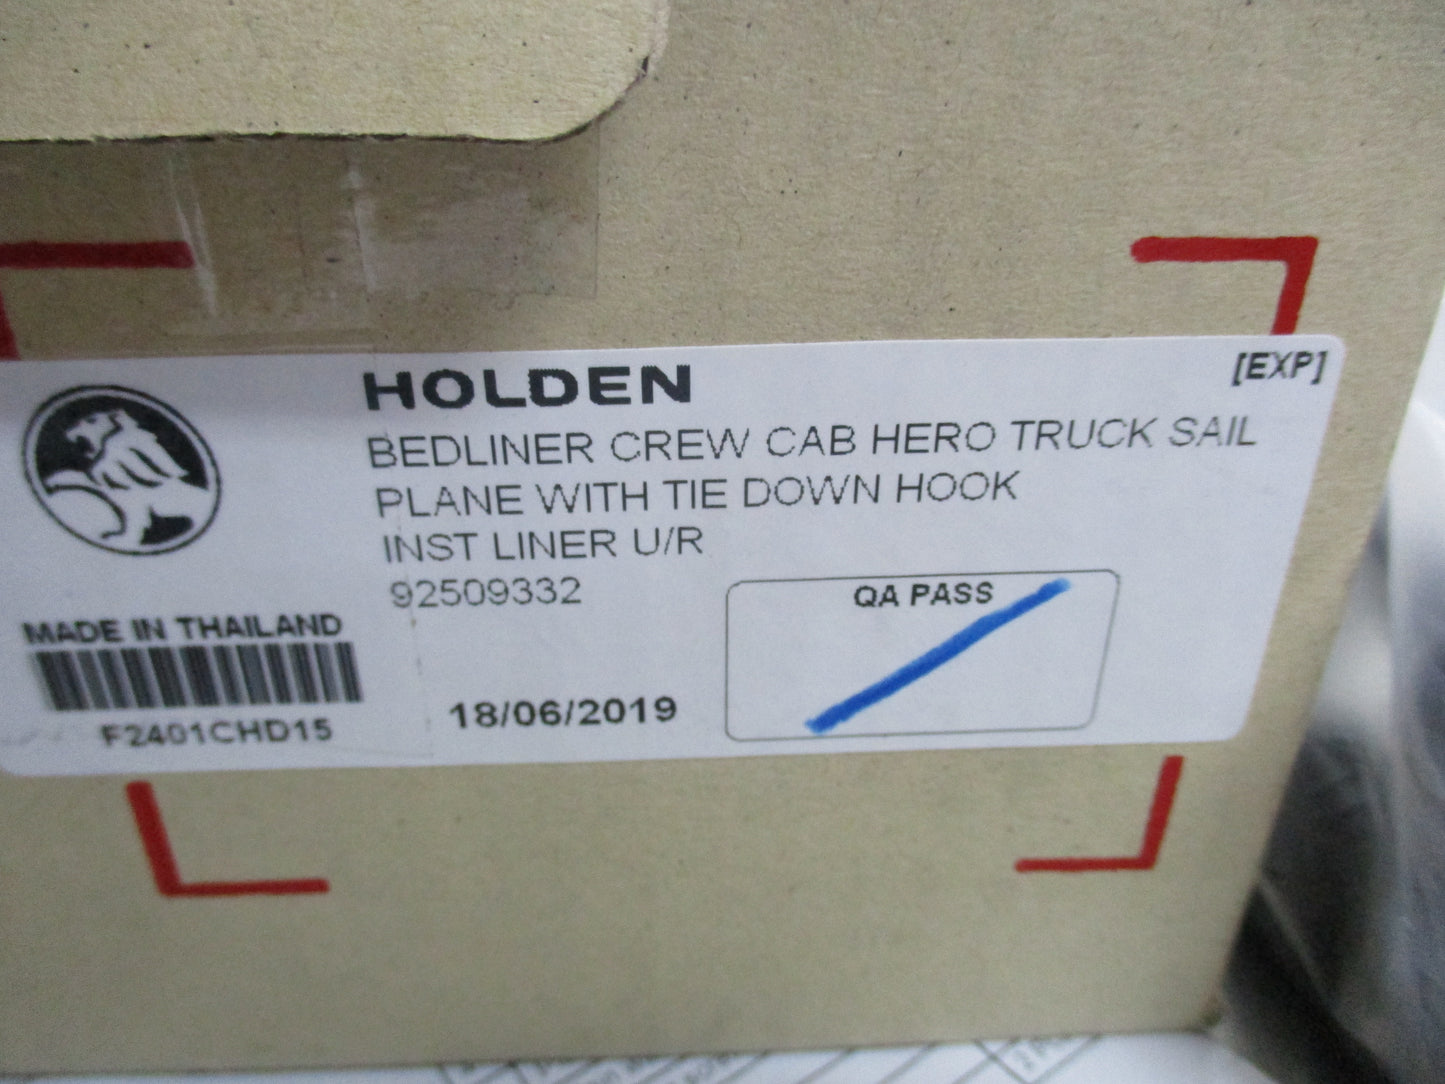 [EXP]
HOLDEN
BEDLINER CREW CAB HERO TRUCK SAIL
PLANE WITH TIE DOWN HOOK
INST LINER U/R
92509332
QA PASS
MADE IN THAILAND
F2401CHD15
18/06/2019